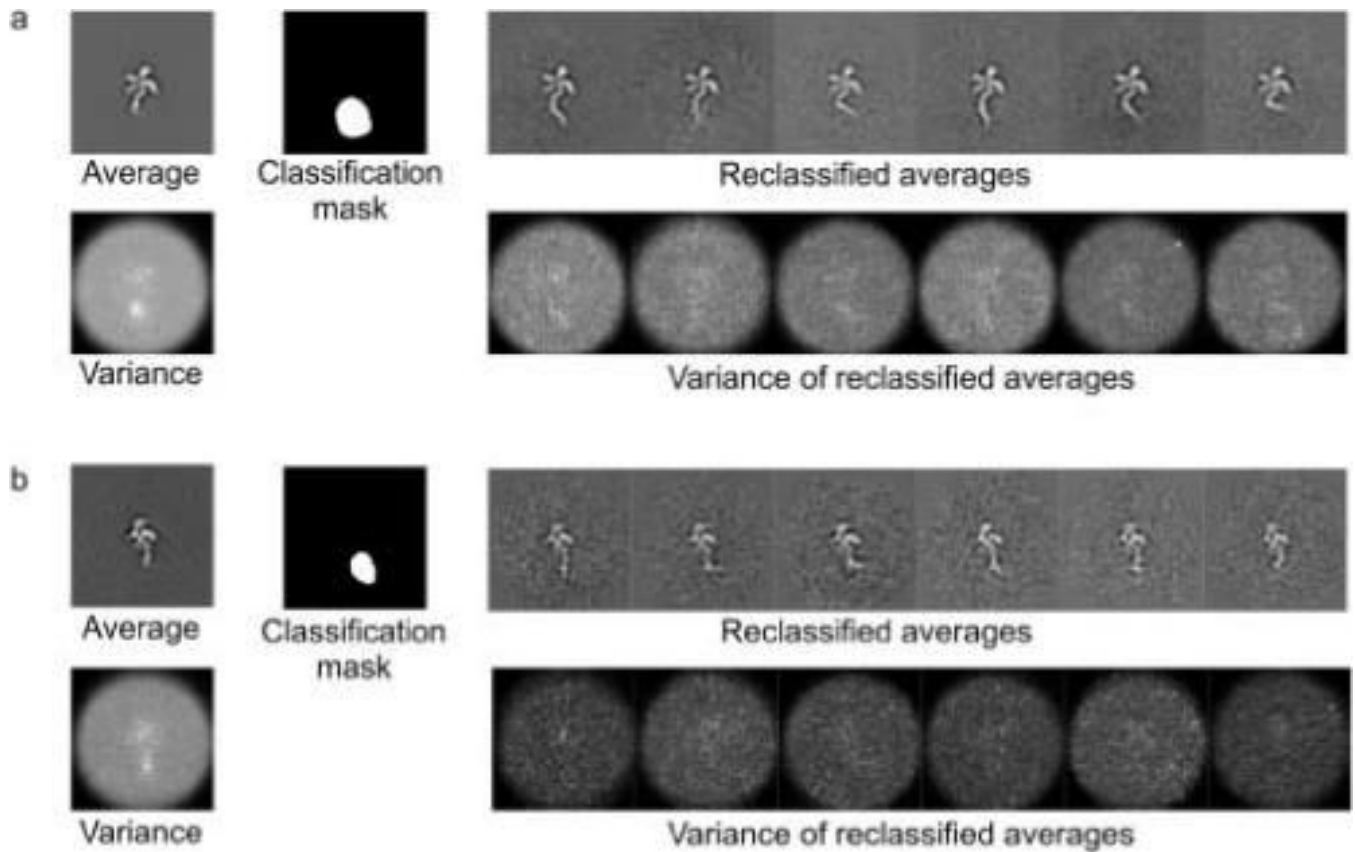 a
Average
Classification
mask
Reclassified averages
Variance
Variance of reclassified averages
b
Average
Classification
mask
Reclassified averages
Variance
Variance of reclassified averages